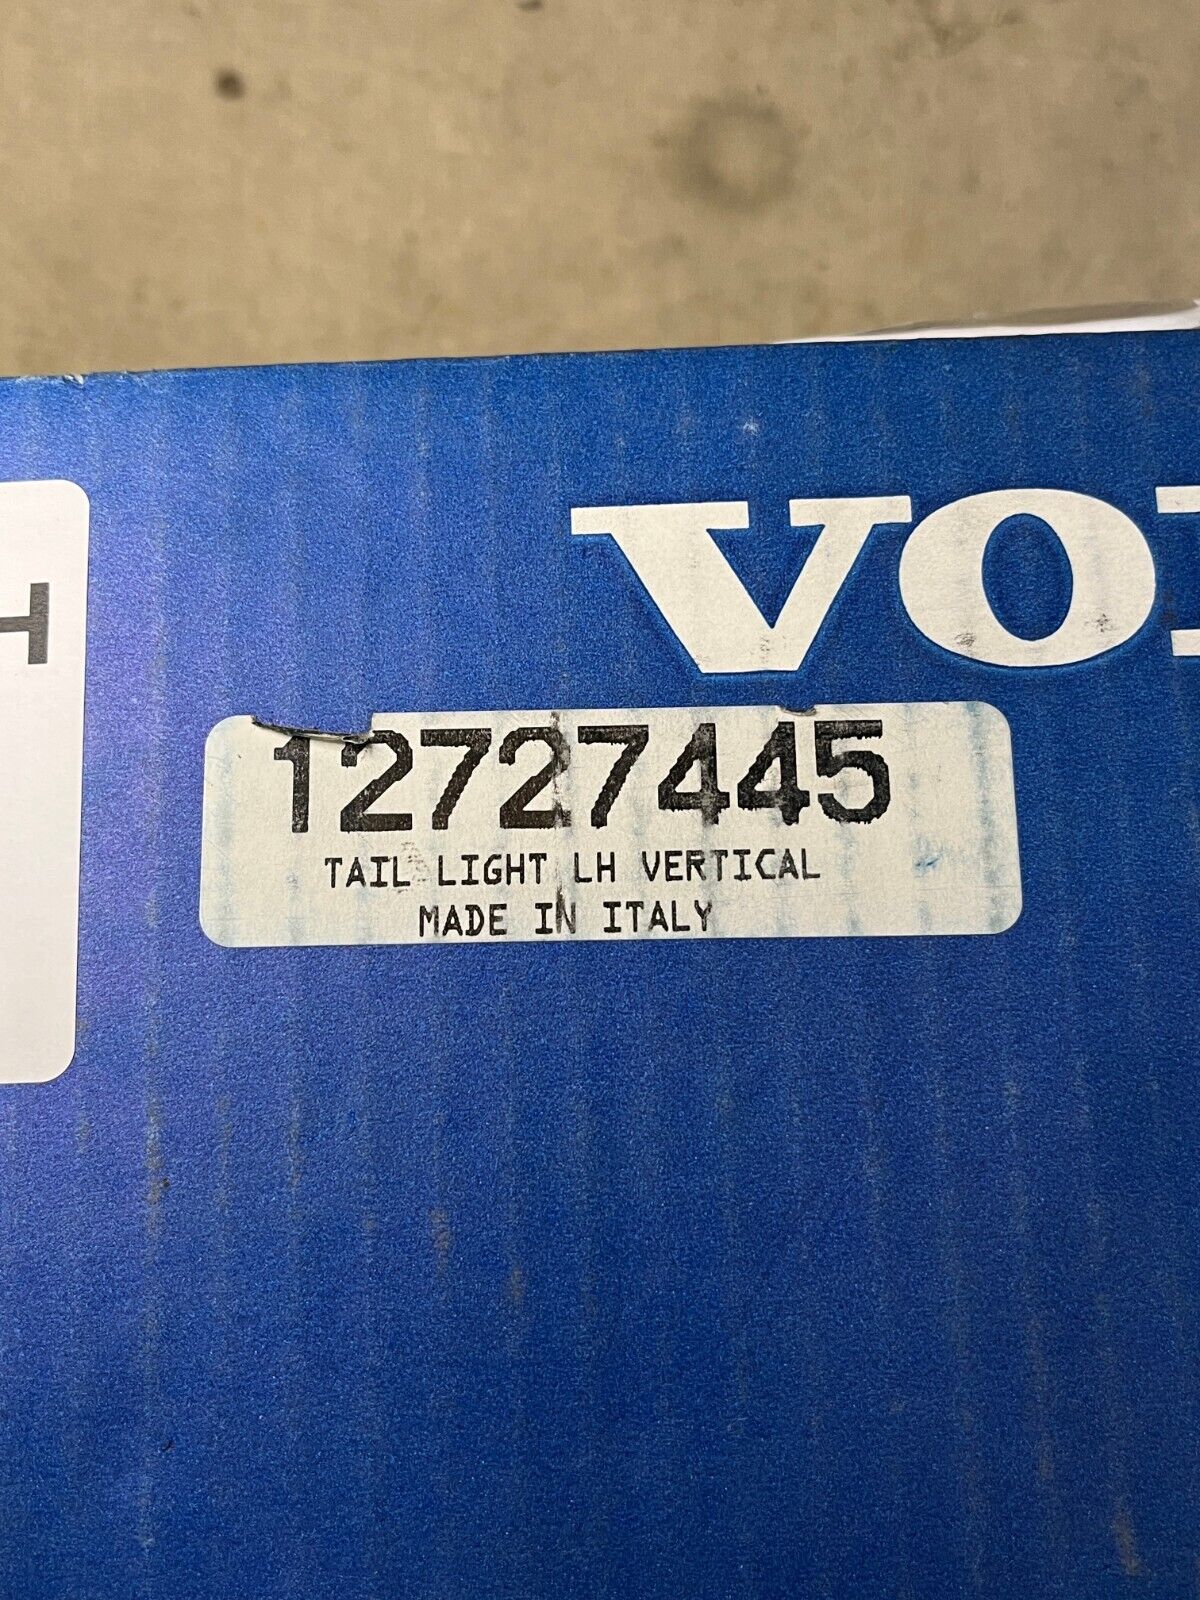 VO
H
12727445
TAIL LIGHT LH VERTICAL
MADE IN ITALY